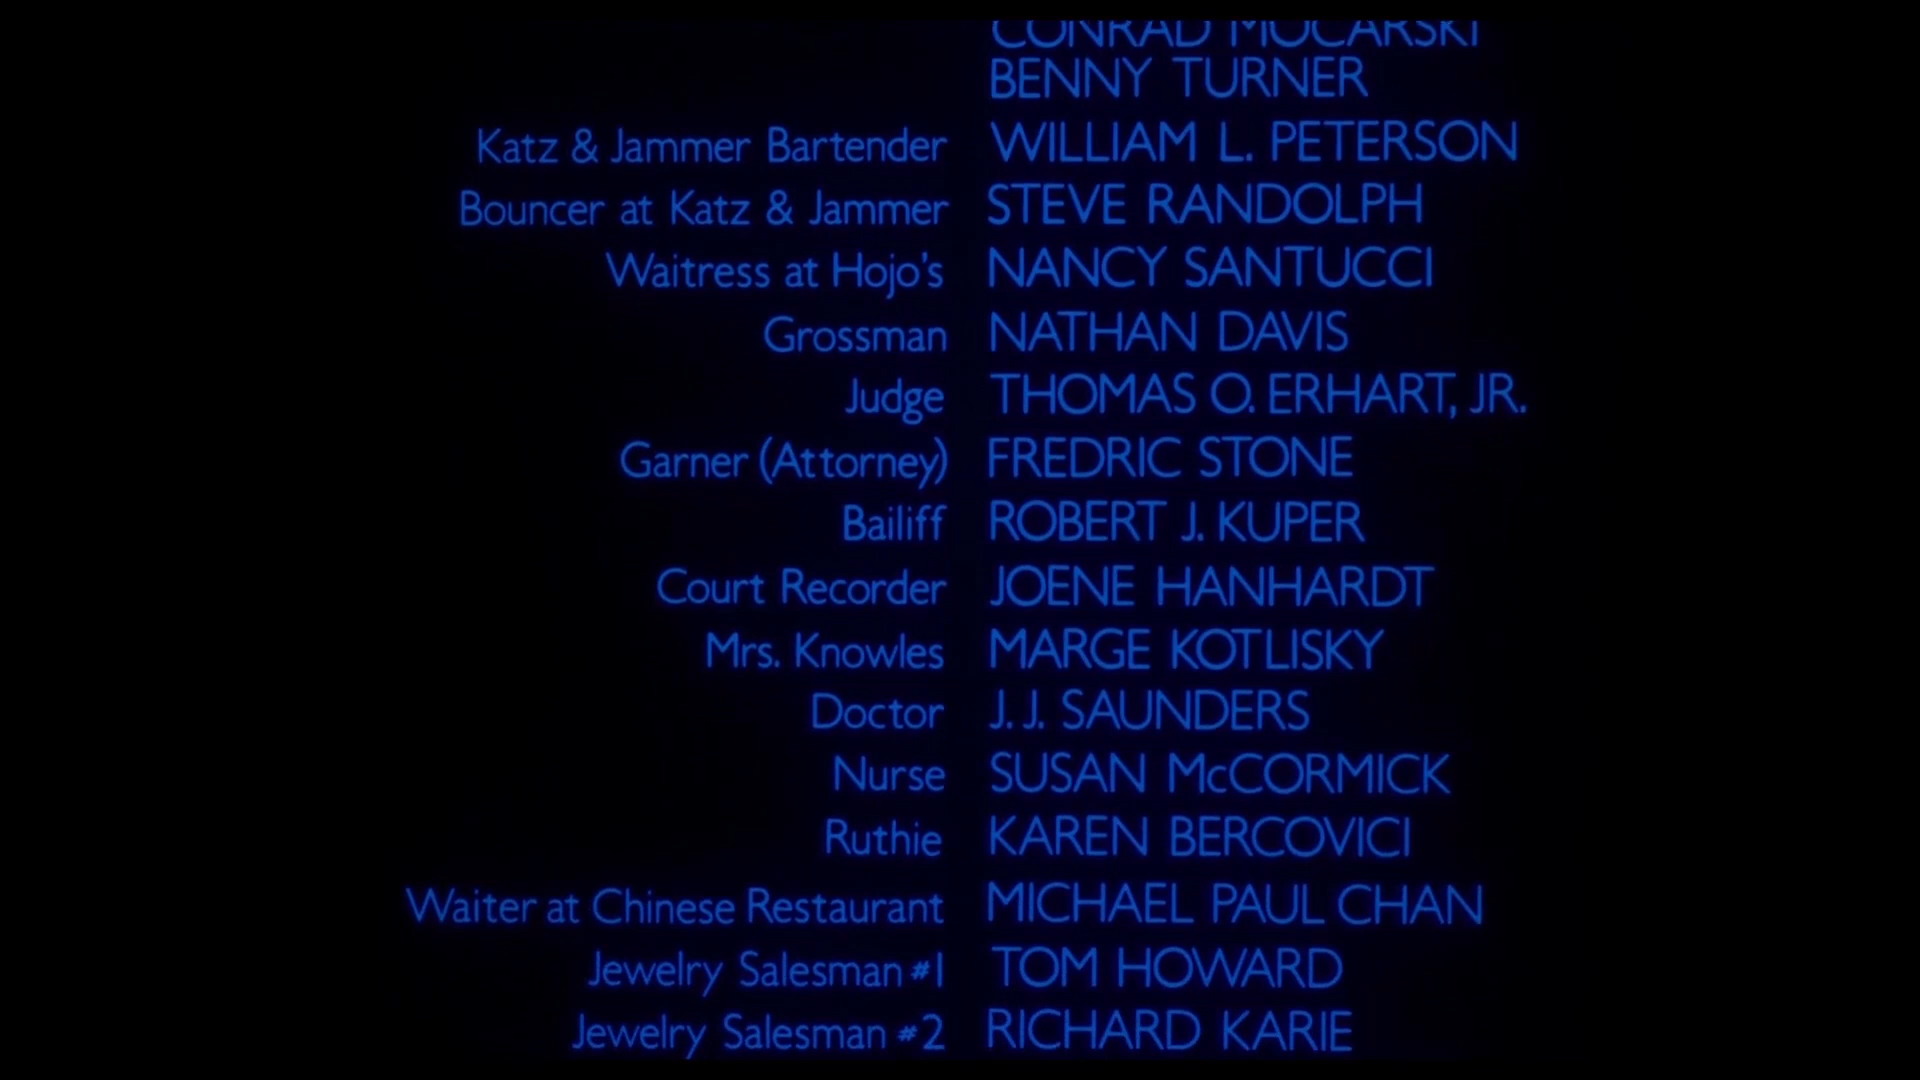 CONRAD MOCARSKI
BENNY TURNER
Katz & Jammer Bartender WILLIAM L. PETERSON
Bouncer at Katz & Jammer STEVE RANDOLPH
Waitress at Hojo's NANCY SANTUCCI
Grossman NATHAN DAVIS
Judge THOMAS O. ERHART, JR.
Garner (Attorney) FREDRIC STONE
Bailiff ROBERT J. KUPER
Court Recorder JOENE HANHARDT
Mrs. Knowles MARGE KOTLISKY
Doctor J. J. SAUNDERS
Nurse SUSAN McCORMICK
Ruthie KAREN BERCOVICI
Waiter at Chinese Restaurant MICHAEL PAUL CHAN
Jewelry Salesman #1 TOM HOWARD
Jewelry Salesman #2 RICHARD KARIE